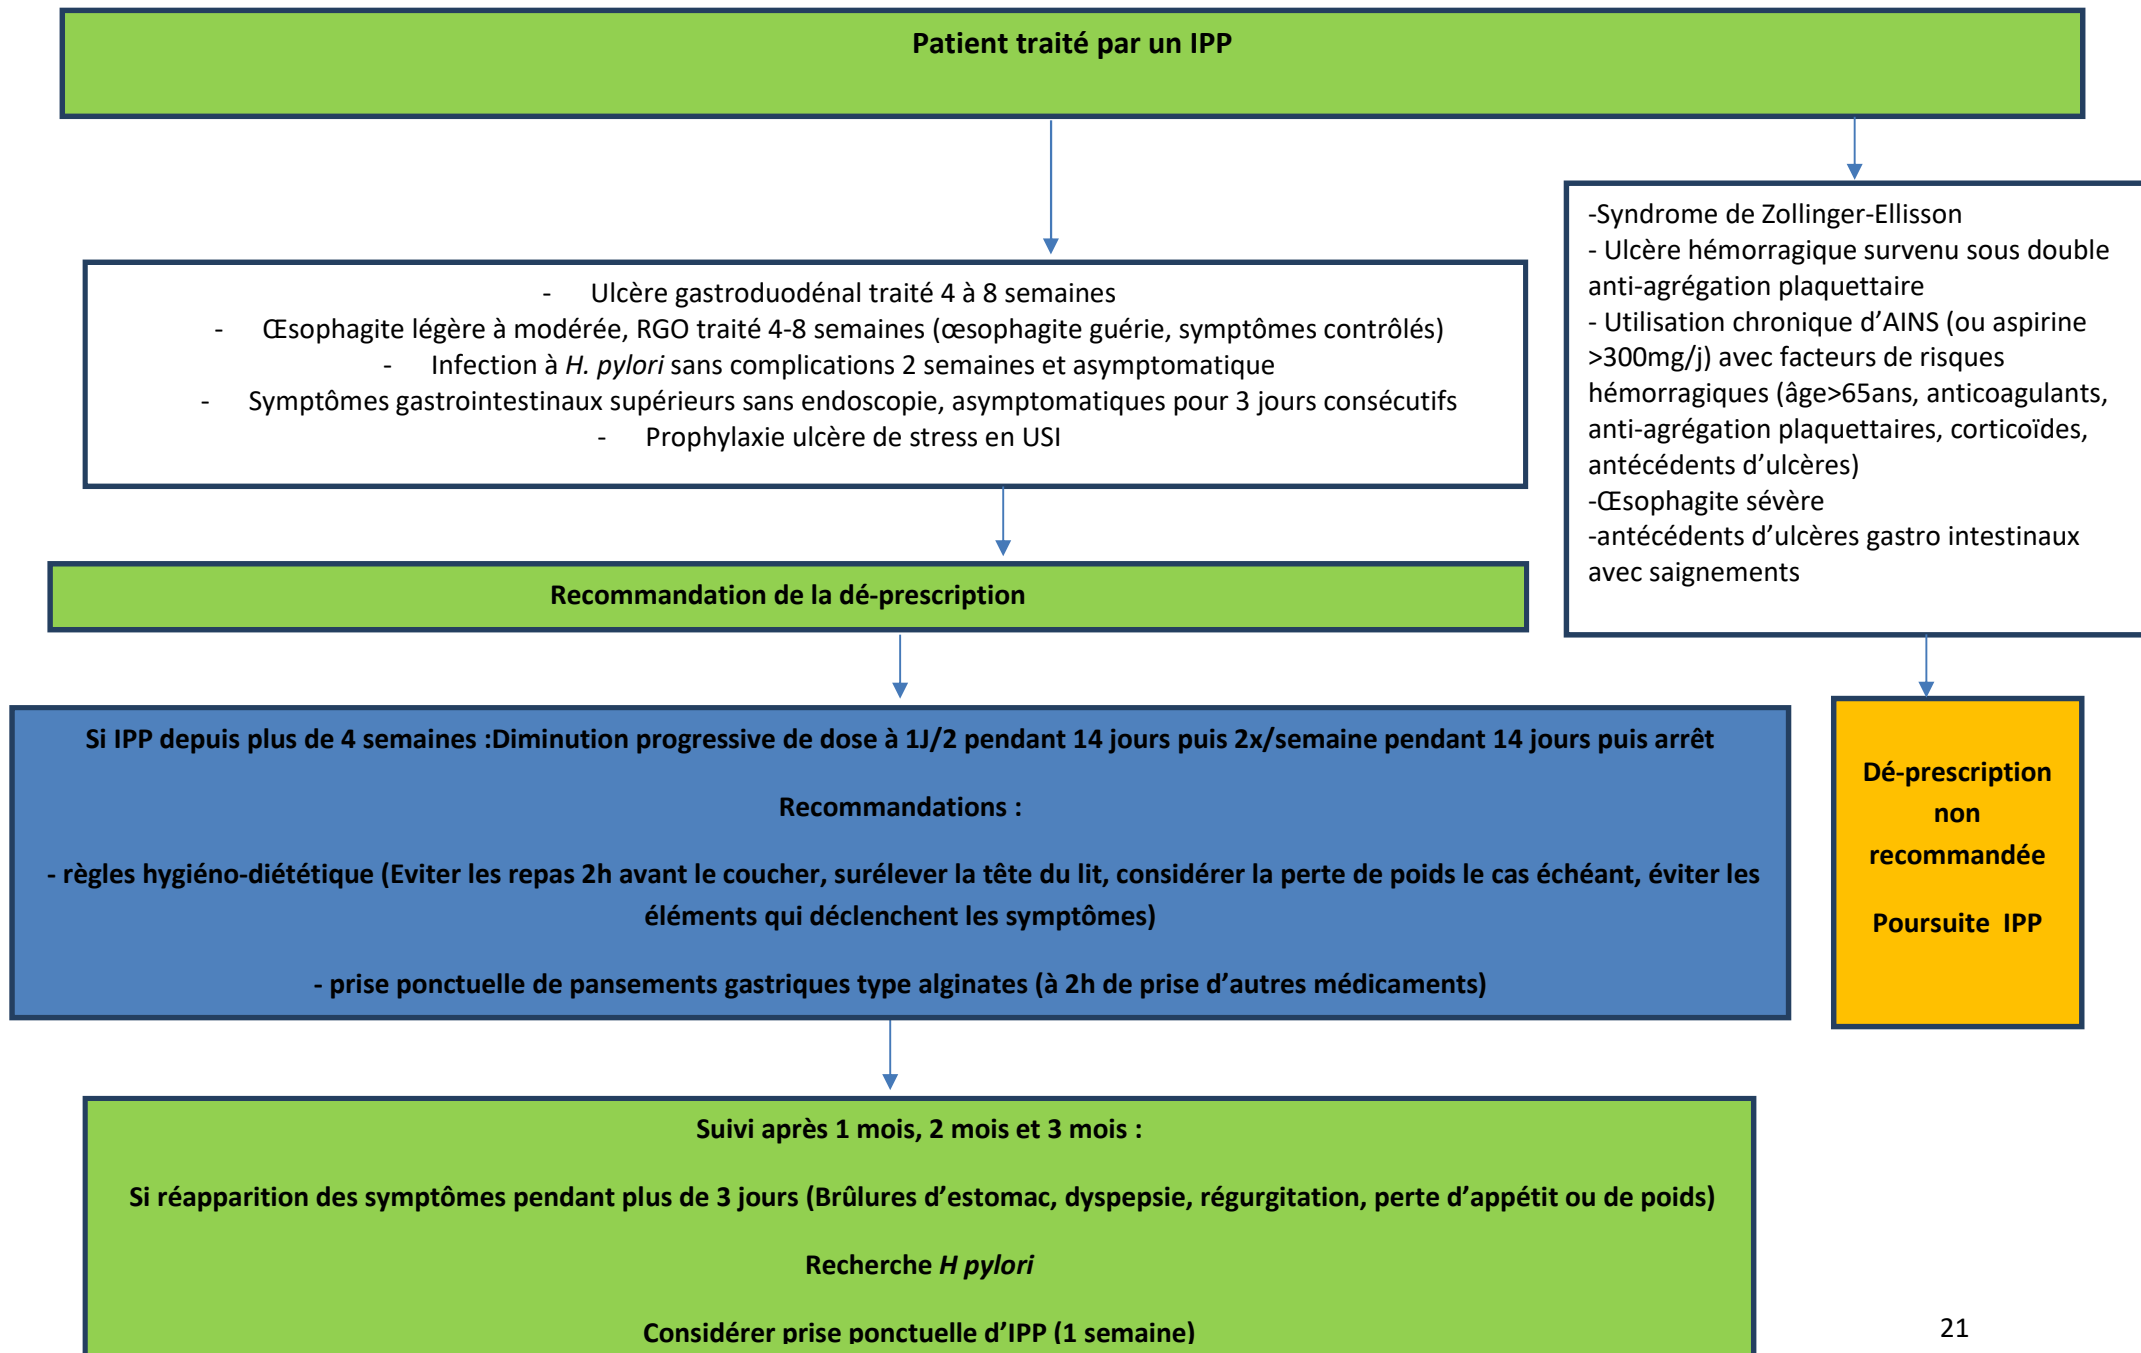 Patient traité par un IPP
- Ulcère gastroduodénal traité 4 à 8 semaines
- Œsophagite légère à modérée, RGO traité 4-8 semaines (œsophagite guérie, symptômes contrôlés)
- Infection à H. pylori sans complications 2 semaines et asymptomatique
- Symptômes gastrointestinaux supérieurs sans endoscopie, asymptomatiques pour 3 jours consécutifs
- Prophylaxie ulcère de stress en USI
-Syndrome de Zollinger-Ellisson
- Ulcère hémorragique survenu sous double
anti-agrégation plaquettaire
- Utilisation chronique d’AINS (ou aspirine
>300mg/j) avec facteurs de risques
hémorragiques (âge>65ans, anticoagulants,
anti-agrégation plaquettaires, corticoïdes,
antécédents d’ulcères)
-Œsophagite sévère
-antécédents d’ulcères gastro intestinaux
avec saignements
Recommandation de la dé-prescription
Si IPP depuis plus de 4 semaines :Diminution progressive de dose à 1J/2 pendant 14 jours puis 2x/semaine pendant 14 jours puis arrêt
Recommandations :
- règles hygiéno-diététique (Eviter les repas 2h avant le coucher, surélever la tête du lit, considérer la perte de poids le cas échéant, éviter les
éléments qui déclenchent les symptômes)
- prise ponctuelle de pansements gastriques type alginates (à 2h de prise d’autres médicaments)
Dé-prescription
non
recommandée
Poursuite IPP
Suivi après 1 mois, 2 mois et 3 mois :
Si réapparition des symptômes pendant plus de 3 jours (Brûlures d’estomac, dyspepsie, régurgitation, perte d’appétit ou de poids)
Recherche H pylori
Considérer prise ponctuelle d’IPP (1 semaine)
21